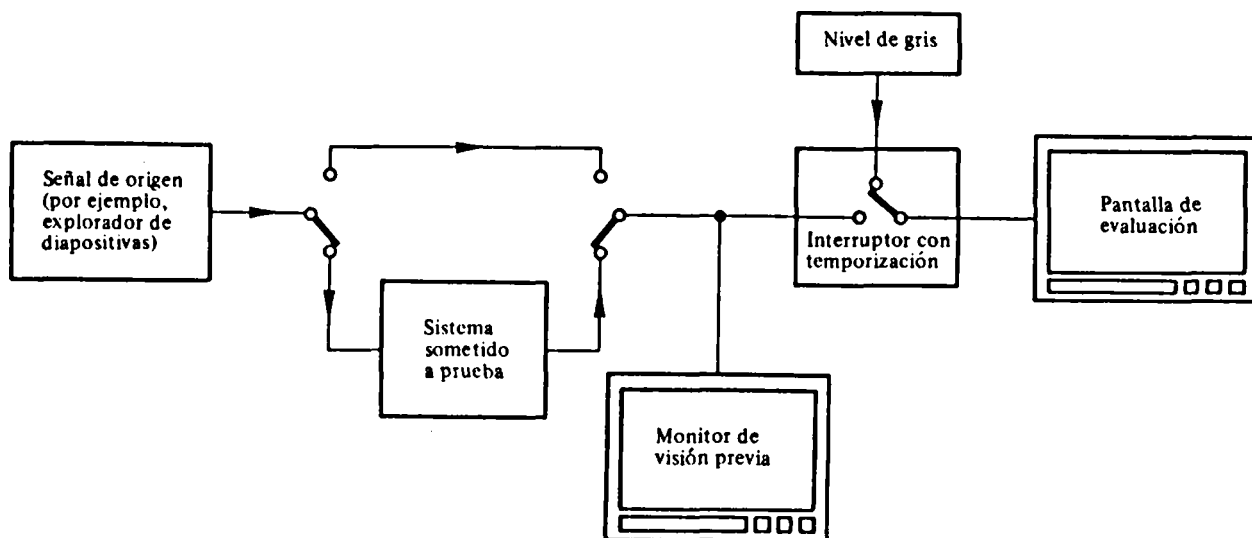 Nivel de gris
Señal de origen
(por ejemplo,
explorador de
diapositivas)
Interruptor con
temporización
Pantalla de
evaluación
Sistema
sometido
a prueba
Monitor de
visión previa